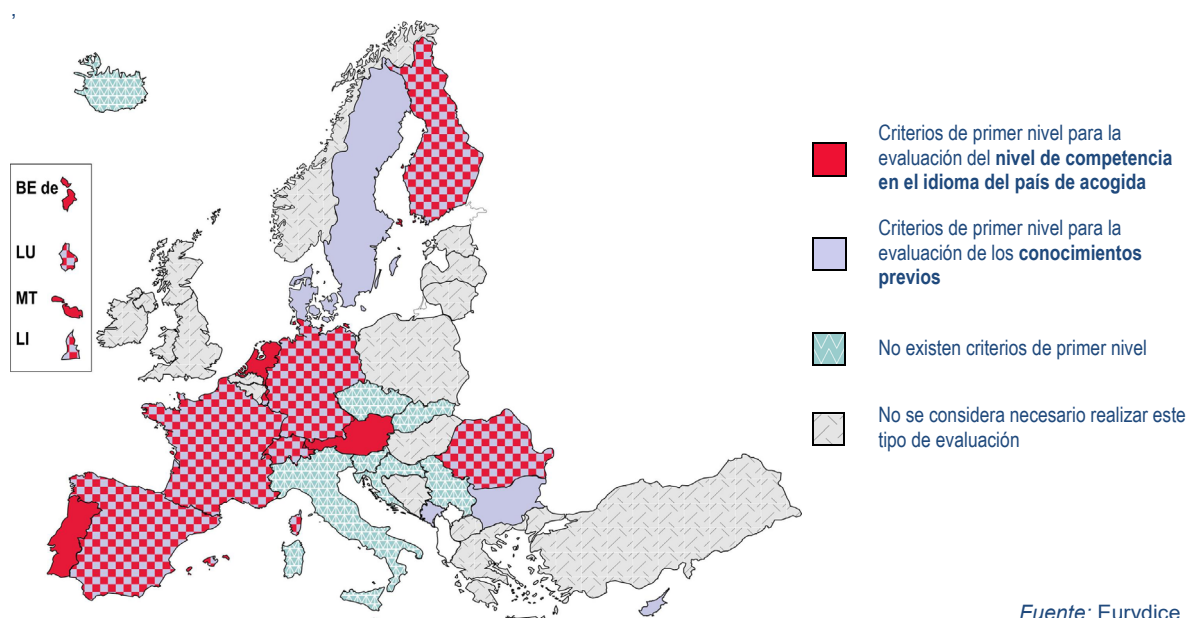 ,
BE de
LU
MT
LI
Criterios de primer nivel para la
evaluación del nivel de competencia
en el idioma del país de acogida
Criterios de primer nivel para la
evaluación de los conocimientos
previos
No existen criterios de primer nivel
No se considera necesario realizar este
tipo de evaluación
Fuente: Eurydice